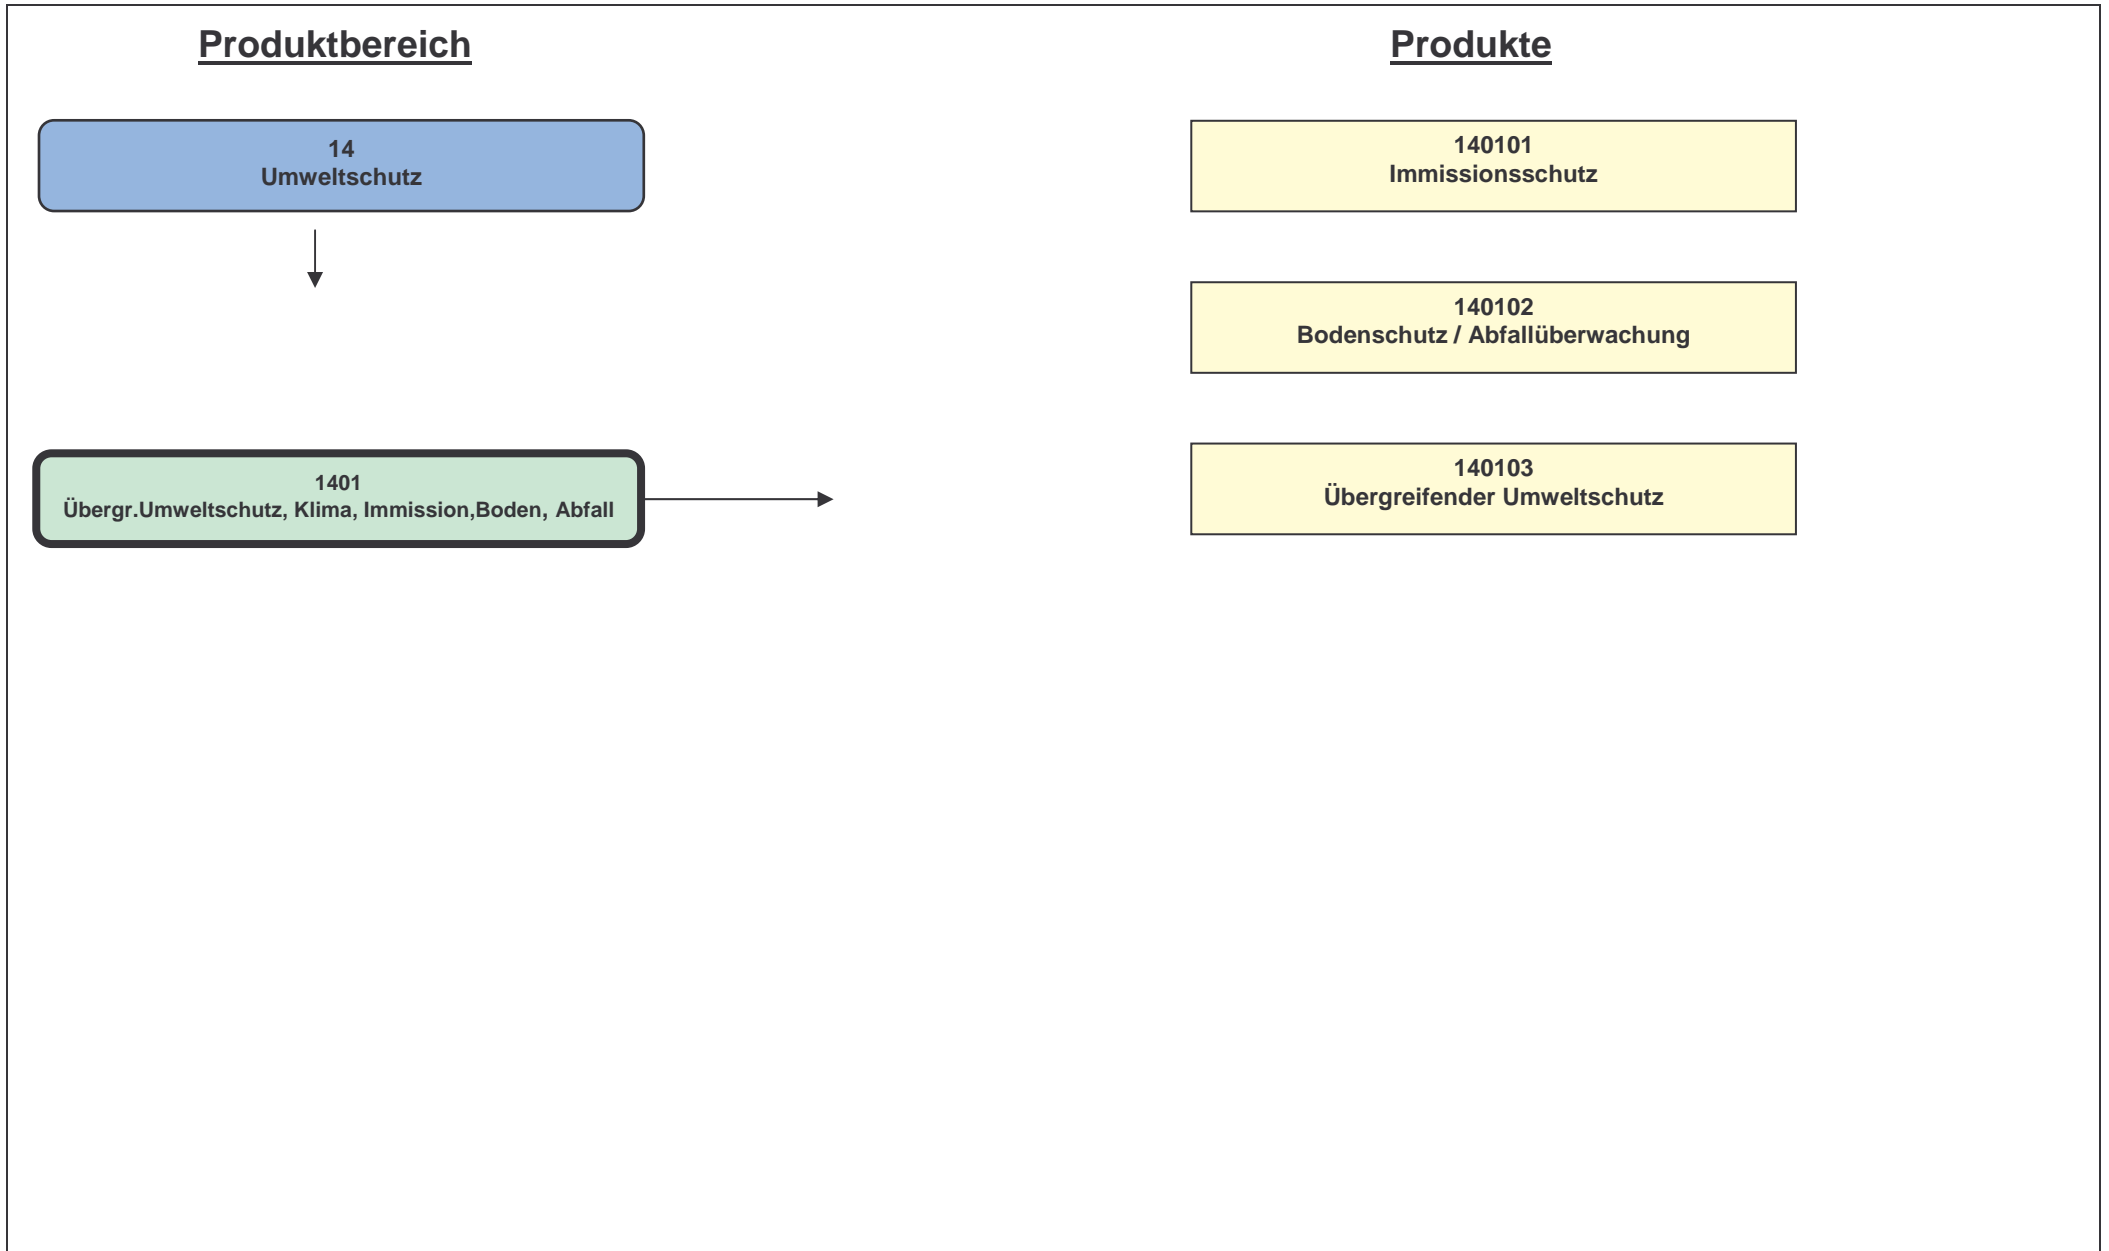 Produktbereich
Produkte
14
Umweltschutz
140101
Immissionsschutz
140102
Bodenschutz / Abfallüberwachung
1401
Übergr.Umweltschutz, Klima, Immission,Boden, Abfall
140103
Übergreifender Umweltschutz